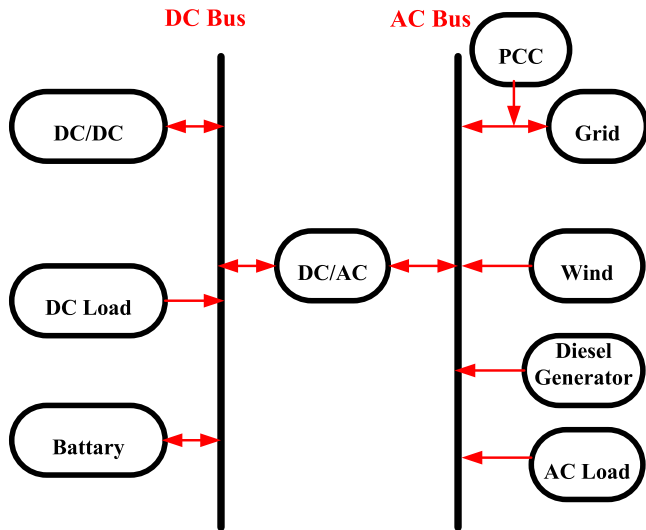 DC Bus
AC Bus
PCC
DC/DC
Grid
DC/AC
Wind
DC Load
Diesel
Generator
Battary
AC Load